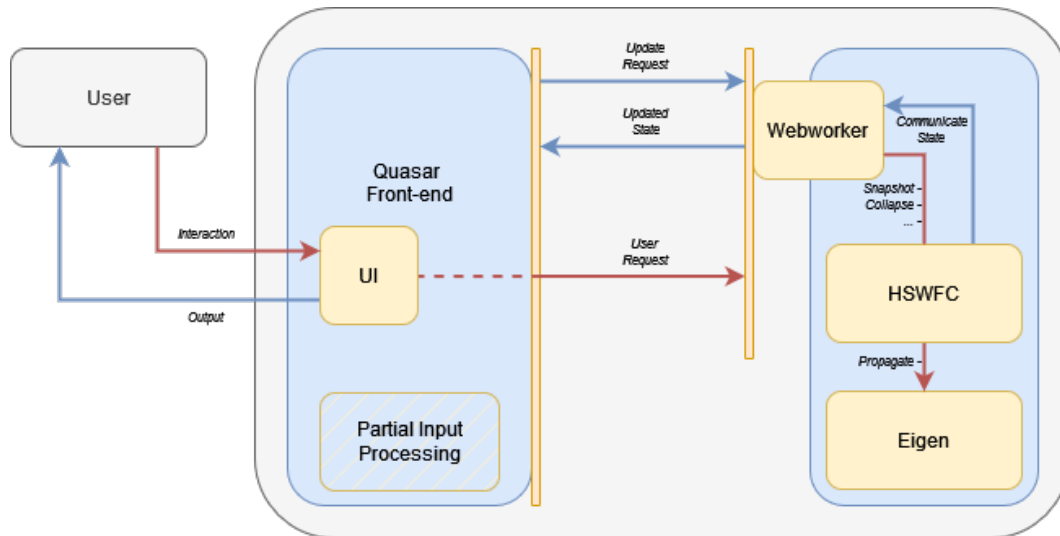 User
Interaction
Output
Quasar
Front-end
UI
Partial Input
Processing
Update
Request
Updated
State
User
Request
Webworker
Communicate
State
Snapshot -
Collapse -
... -
HSWFC
Propagate -
Eigen